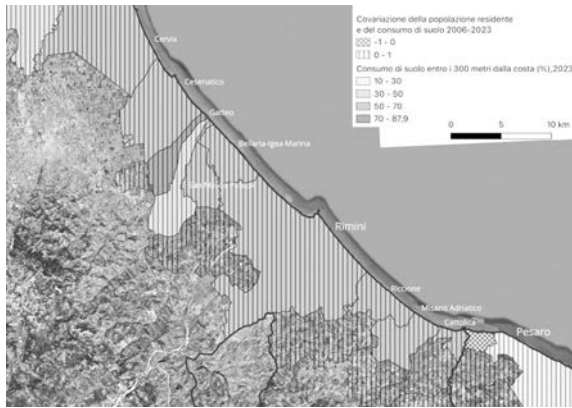 Covariazione della popolazione residente
e del consumo di suolo 2006-2023
-1 - 0
0 - 1
Consumo di suolo entro i 300 metri dalla costa (%),2023
10 - 30
30 - 50
50 - 70
70 - 87,9
0 5 10 km
Cervia
Cesenatico
Gatteo
Bellaria-Igea Marina
Rimini
Riccione
Misano Adriatico
Cattolica
Pesaro